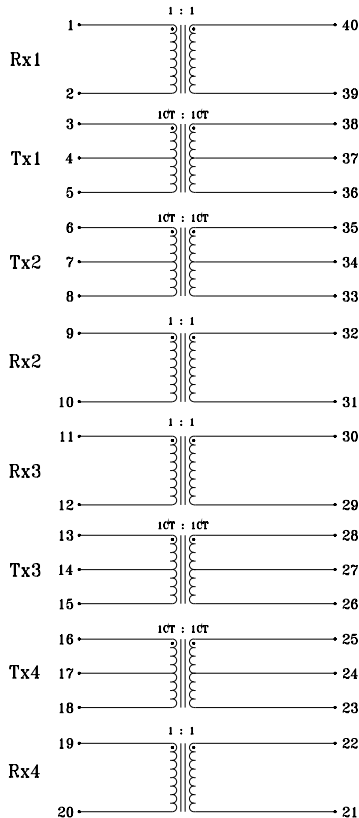 1 : 1
1 40
Rx1
2 39
1CT : 1CT
3 38
Tx1 4 37
5 36
1CT : 1CT
6 35
Tx2 7 34
8 33
1 : 1
9 32
Rx2
10 31
1 : 1
11 30
Rx3
12 29
1CT : 1CT
13 28
Tx3 14 27
15 26
1CT : 1CT
16 25
Tx4 17 24
18 23
1 : 1
19 22
Rx4
20 21